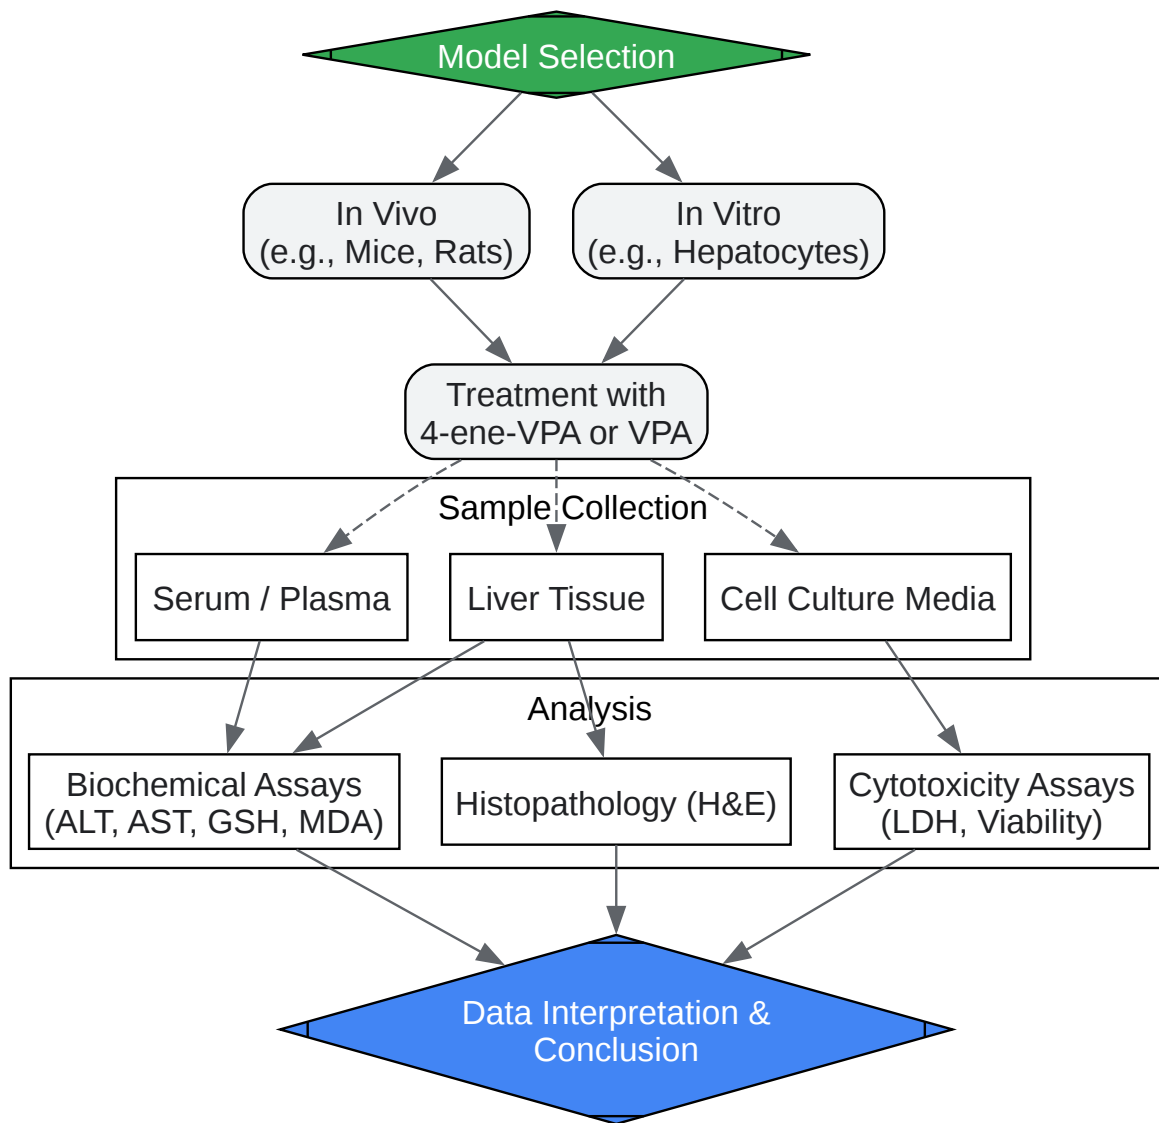 Model Selection
In Vivo
(e.g., Mice, Rats)
In Vitro
(e.g., Hepatocytes)
Treatment with
4-ene-VPA or VPA
Sample Collection
Serum / Plasma
Liver Tissue
Cell Culture Media
Analysis
Biochemical Assays
(ALT, AST, GSH, MDA)
Histopathology (H&E)
Cytotoxicity Assays
(LDH, Viability)
Data Interpretation &
Conclusion